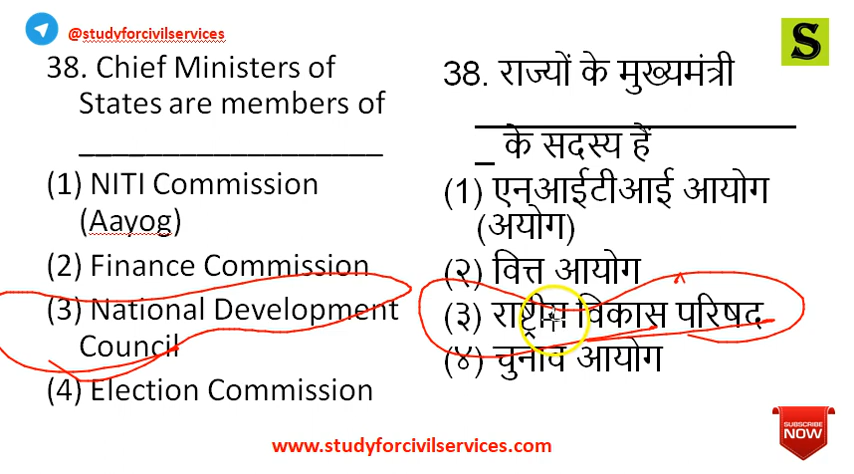 @studyforcivilservices
S
38. Chief Ministers of
States are members of
__________________
(1) NITI Commission
(Aayog)
(2) Finance Commission
(3) National Development
Council
(4) Election Commission
38. राज्यों के मुख्यमंत्री
___________________
_ के सदस्य हैं
(1) एनआईटीआई आयोग
(अयोग)
(२) वित्त आयोग
(३) राष्ट्रीय विकास परिषद
(४) चुनाव आयोग
SUBSCRIBE
NOW
www.studyforcivilservices.com